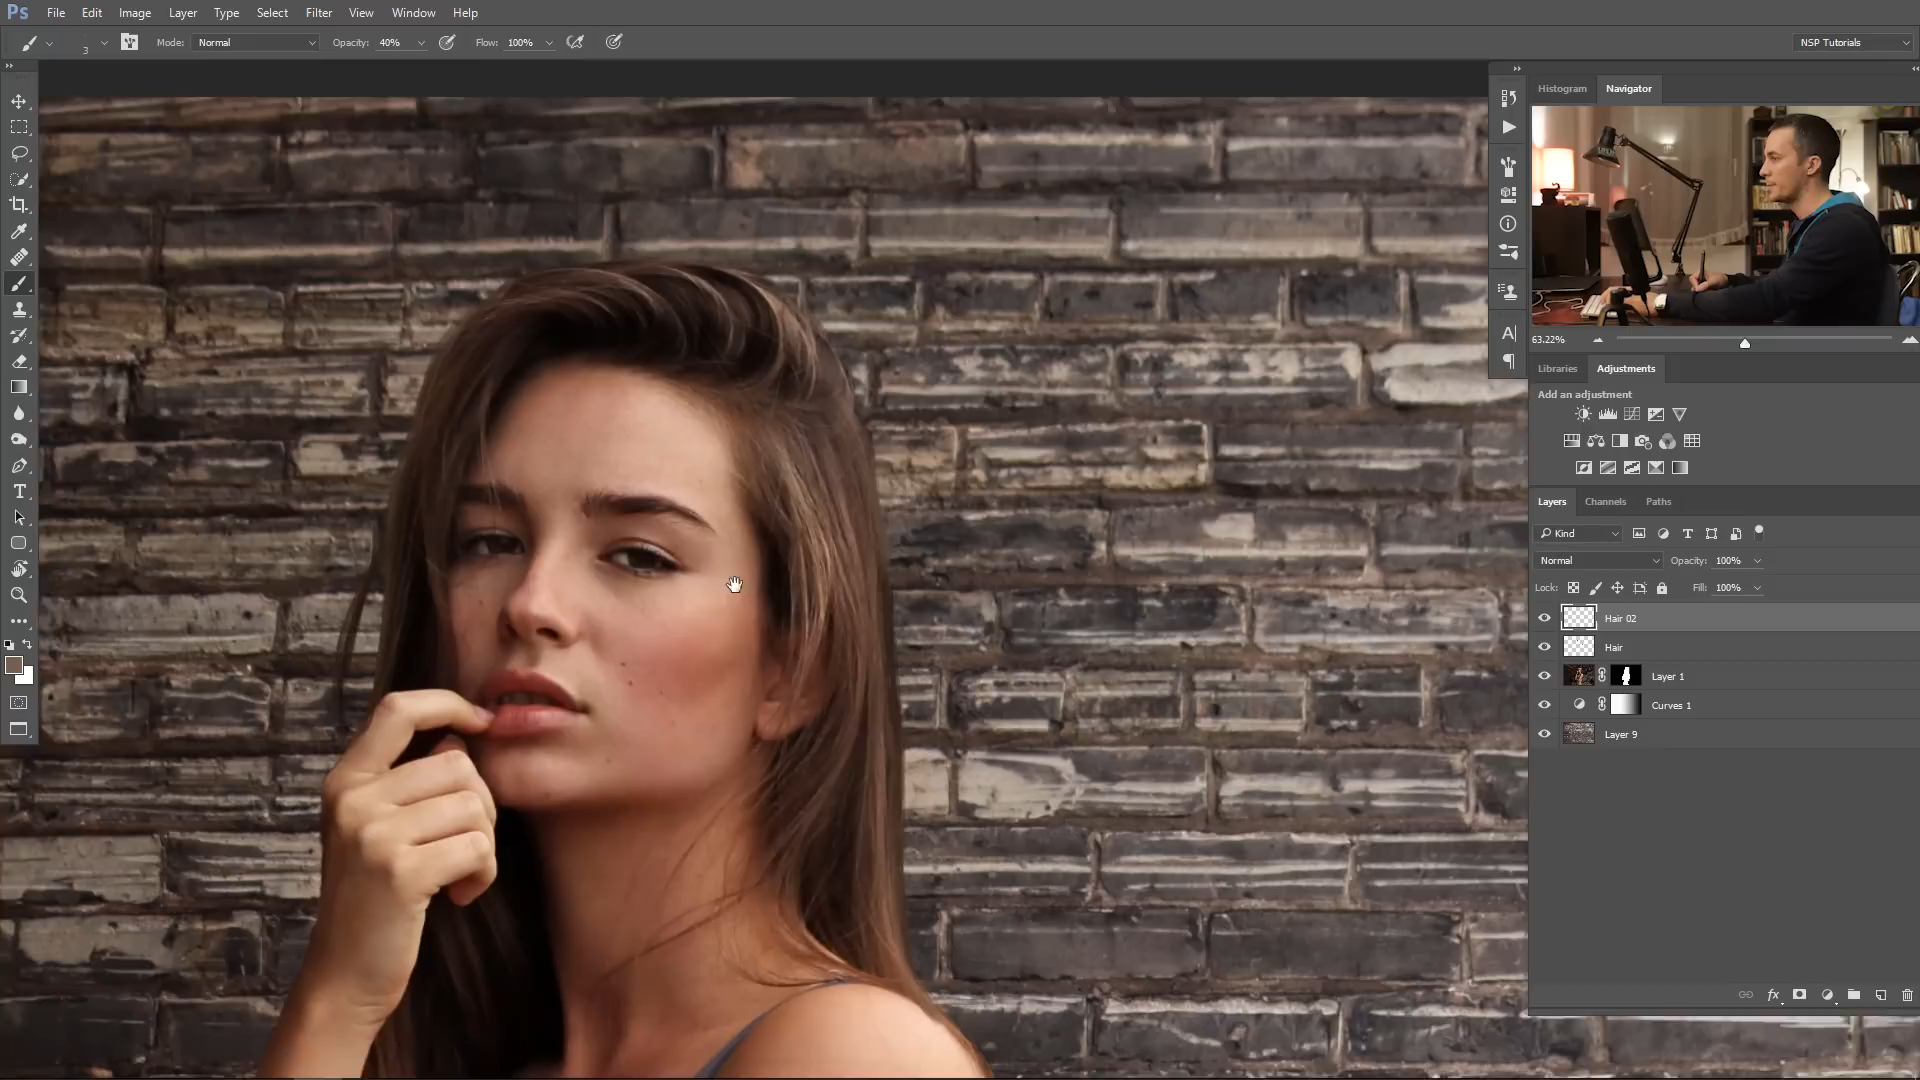 Ps File Edit Image Layer Type Select Filter View Window Help
3 Mode: Normal Opacity: 40% Flow: 100% NSP Tutorials
Histogram Navigator
63.22%
Libraries Adjustments
Add an adjustment
Layers Channels Paths
Kind T
Normal Opacity: 100%
Lock: Fill: 100%
Hair 02
Hair
Layer 1
Curves 1
Layer 9
fx